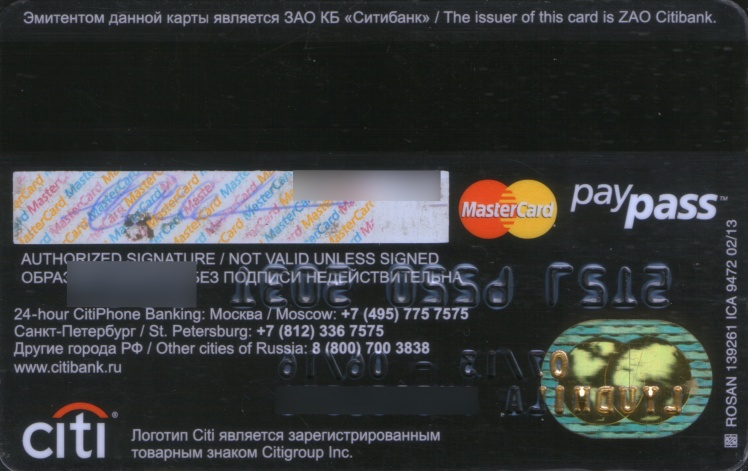 Эмитентом данной карты является ЗАО КБ «Ситибанк» / The issuer of this card is ZAO Citibank.
MasterCard
MasterCard paypass™
AUTHORIZED SIGNATURE / NOT VALID UNLESS SIGNED
БЕЗ ПОДПИСИ НЕДЕЙСТВИТЕЛЬНА
24-hour CitiPhone Banking: Москва / Moscow: +7 (495) 775 7575
Санкт-Петербург / St. Petersburg: +7 (812) 336 7575
Другие города РФ / Other cities of Russia: 8 (800) 700 3838
www.citibank.ru
citi®
Логотип Citi является зарегистрированным
товарным знаком Citigroup Inc.
ROSAN 139261 ICA 9472 02/13